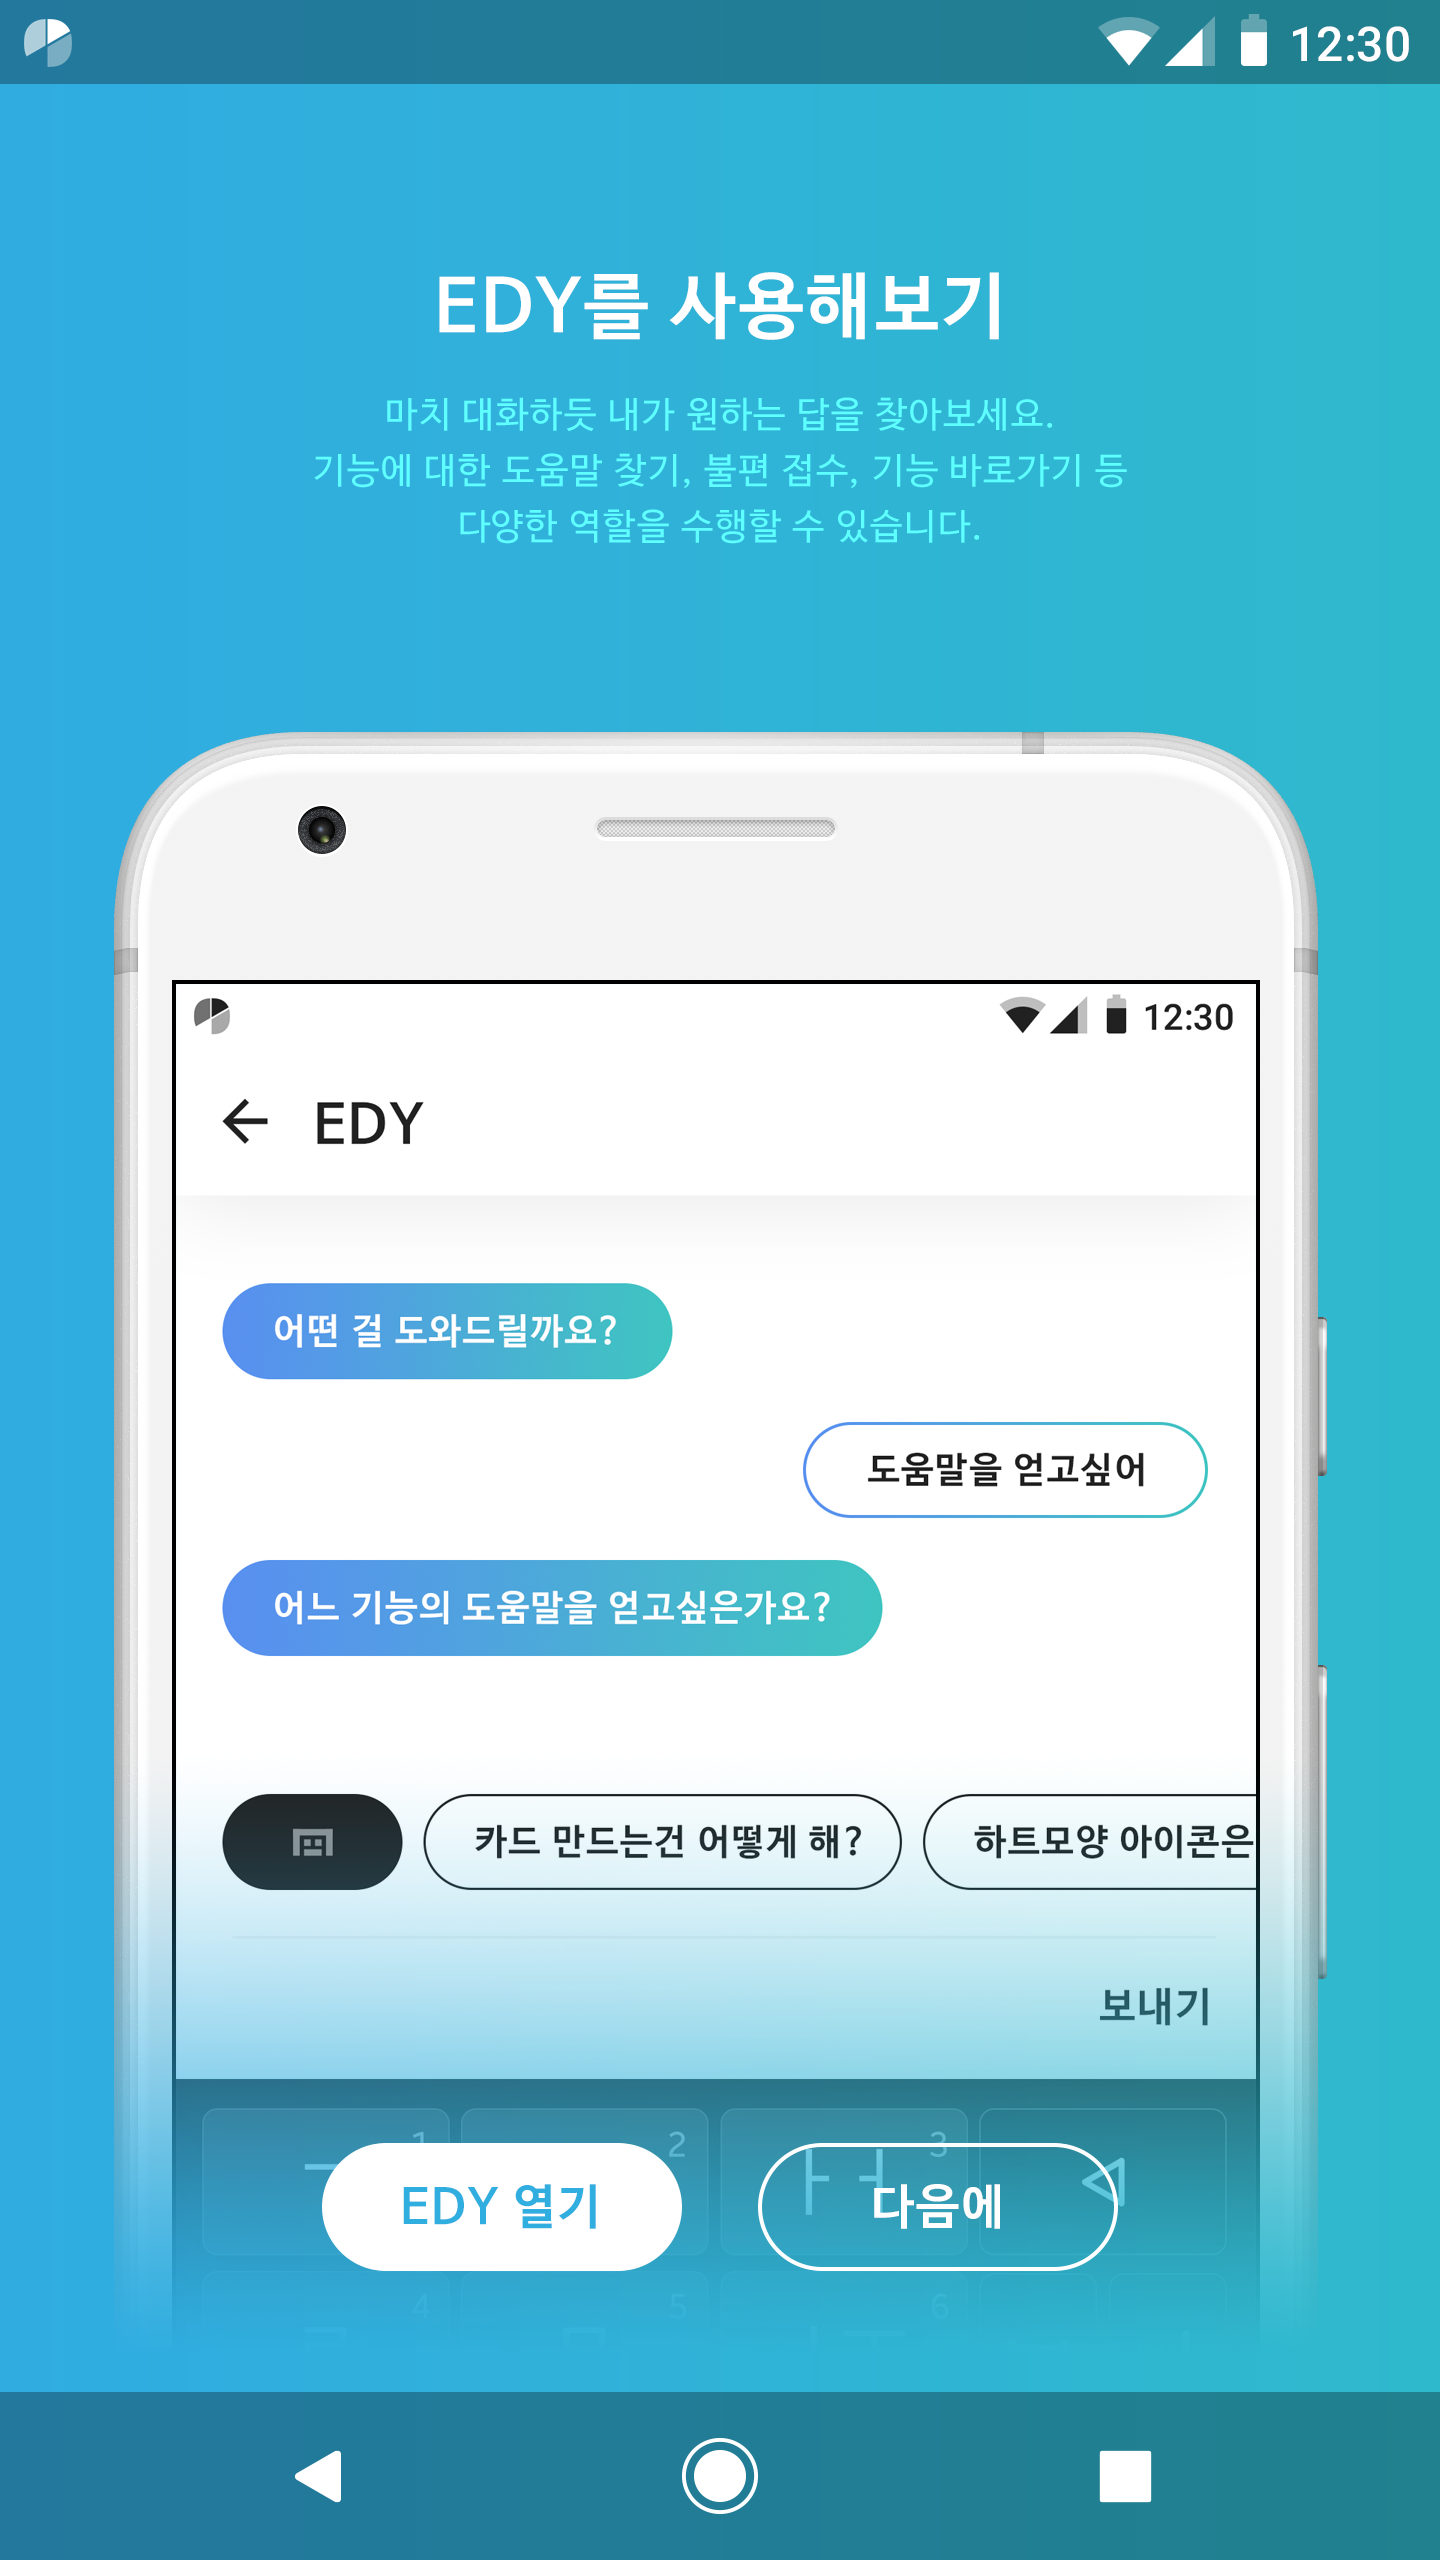 12:30
EDY를 사용해보기
마치 대화하듯 내가 원하는 답을 찾아보세요.
기능에 대한 도움말 찾기, 불편 접수, 기능 바로가기 등
다양한 역할을 수행할 수 있습니다.
12:30
EDY
어떤 걸 도와드릴까요?
도움말을 얻고싶어
어느 기능의 도움말을 얻고싶은가요?
카드 만드는건 어떻게 해?
하트모양 아이콘은
보내기
1 2 3
EDY 열기
다음에
4 5 6